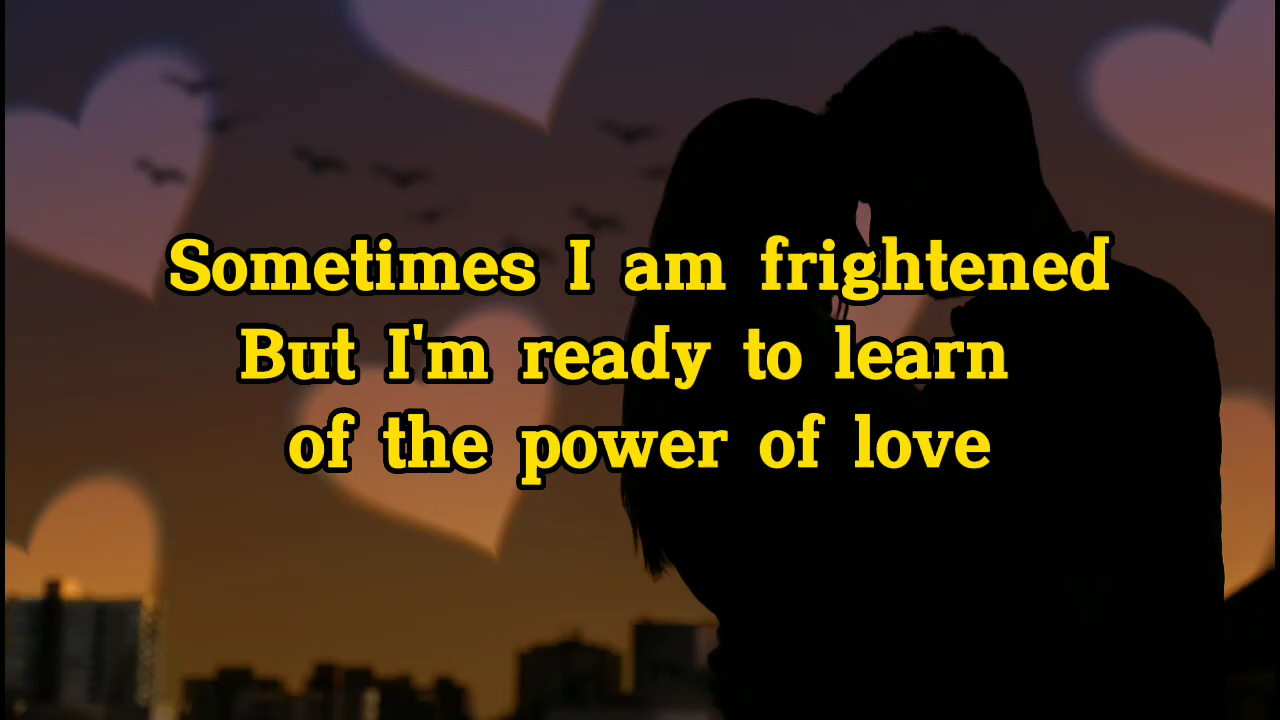 Sometimes I am frightened
But I'm ready to learn
of the power of love